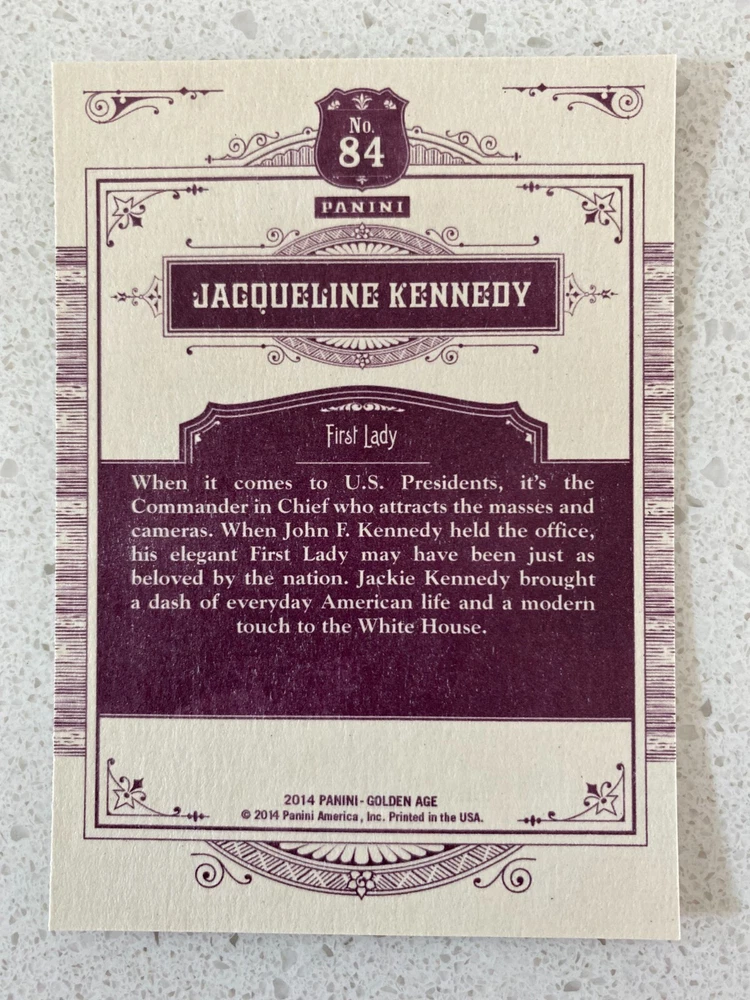 No.
84
PANINI
JACQUELINE KENNEDY
First Lady
When it comes to U.S. Presidents, it's the
Commander in Chief who attracts the masses and
cameras. When John F. Kennedy held the office,
his elegant First Lady may have been just as
beloved by the nation. Jackie Kennedy brought
a dash of everyday American life and a modern
touch to the White House.
2014 PANINI - GOLDEN AGE
© 2014 Panini America, Inc. Printed in the USA.